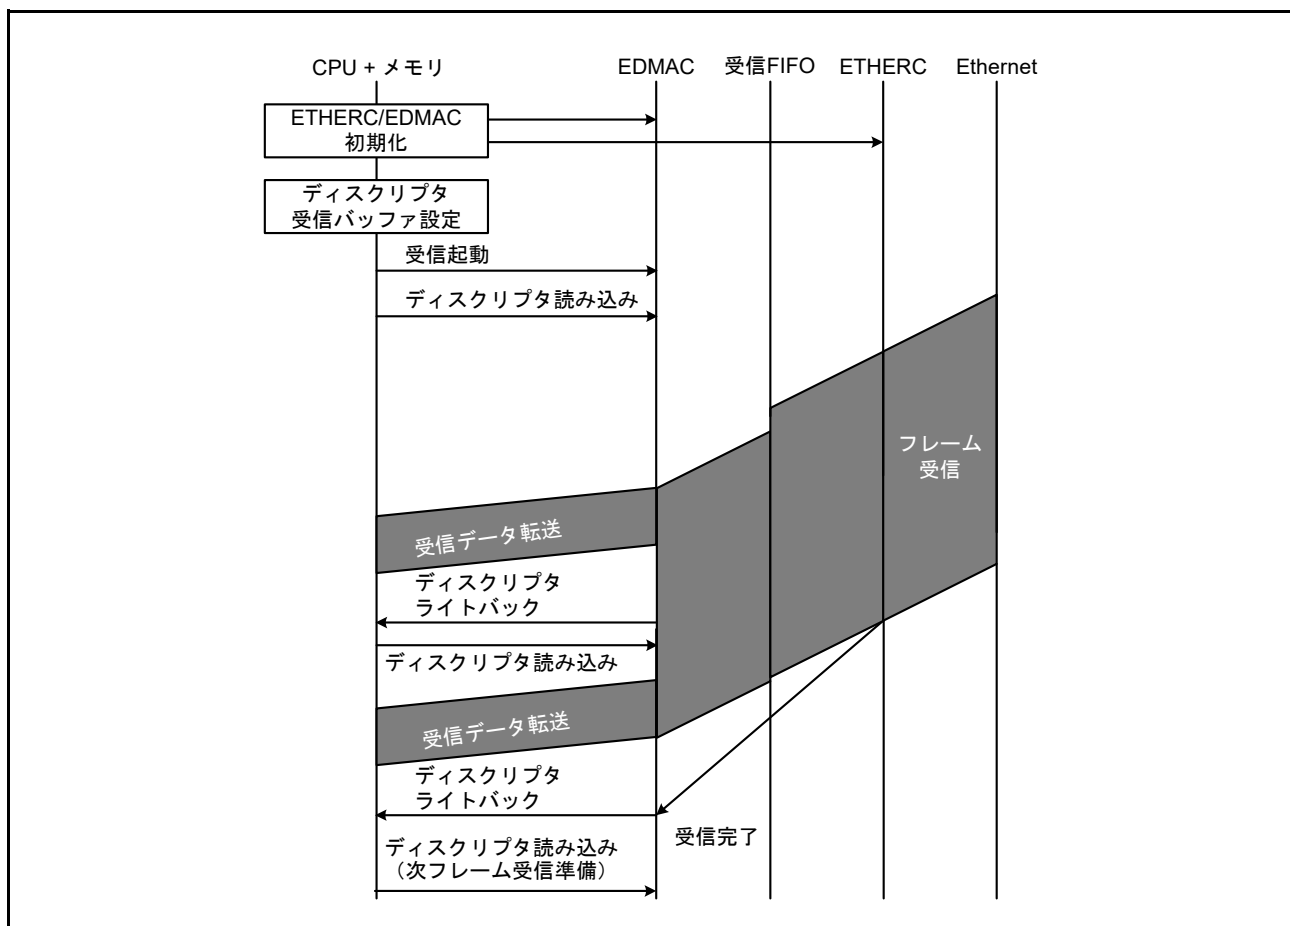 CPU + メモリ
EDMAC
受信FIFO
ETHERC
Ethernet
ETHERC/EDMAC
初期化
ディスクリプタ
受信バッファ設定
受信起動
ディスクリプタ読み込み
フレーム
受信
受信データ転送
ディスクリプタ
ライトバック
ディスクリプタ読み込み
受信データ転送
ディスクリプタ
ライトバック
受信完了
ディスクリプタ読み込み
（次フレーム受信準備）